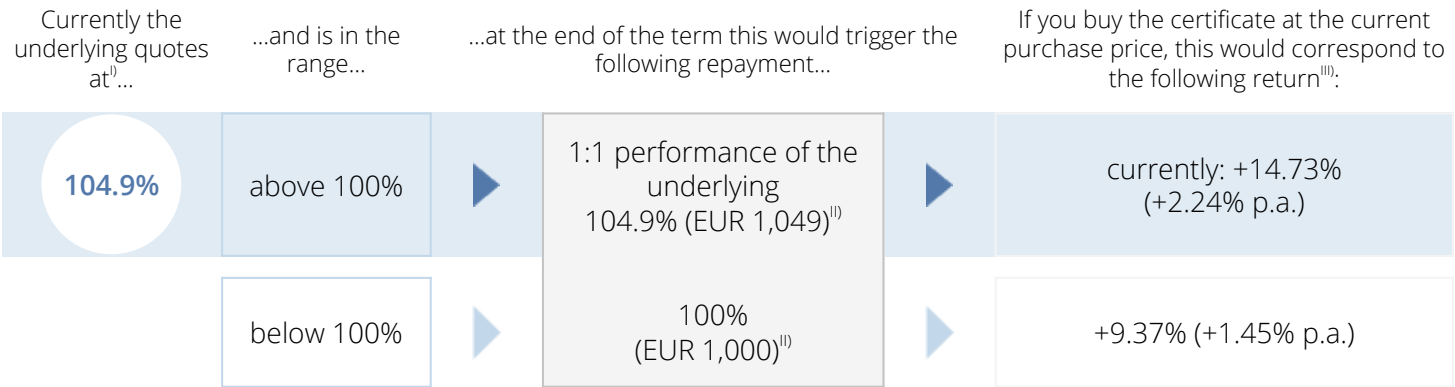 Currently the
underlying quotes
at^I)...
...and is in the
range...
...at the end of the term this would trigger the
following repayment...
If you buy the certificate at the current
purchase price, this would correspond to
the following return^III):
104.9%
above 100%
1:1 performance of the
underlying
104.9% (EUR 1,049)^II)
currently: +14.73%
(+2.24% p.a.)
below 100%
100%
(EUR 1,000)^II)
+9.37% (+1.45% p.a.)